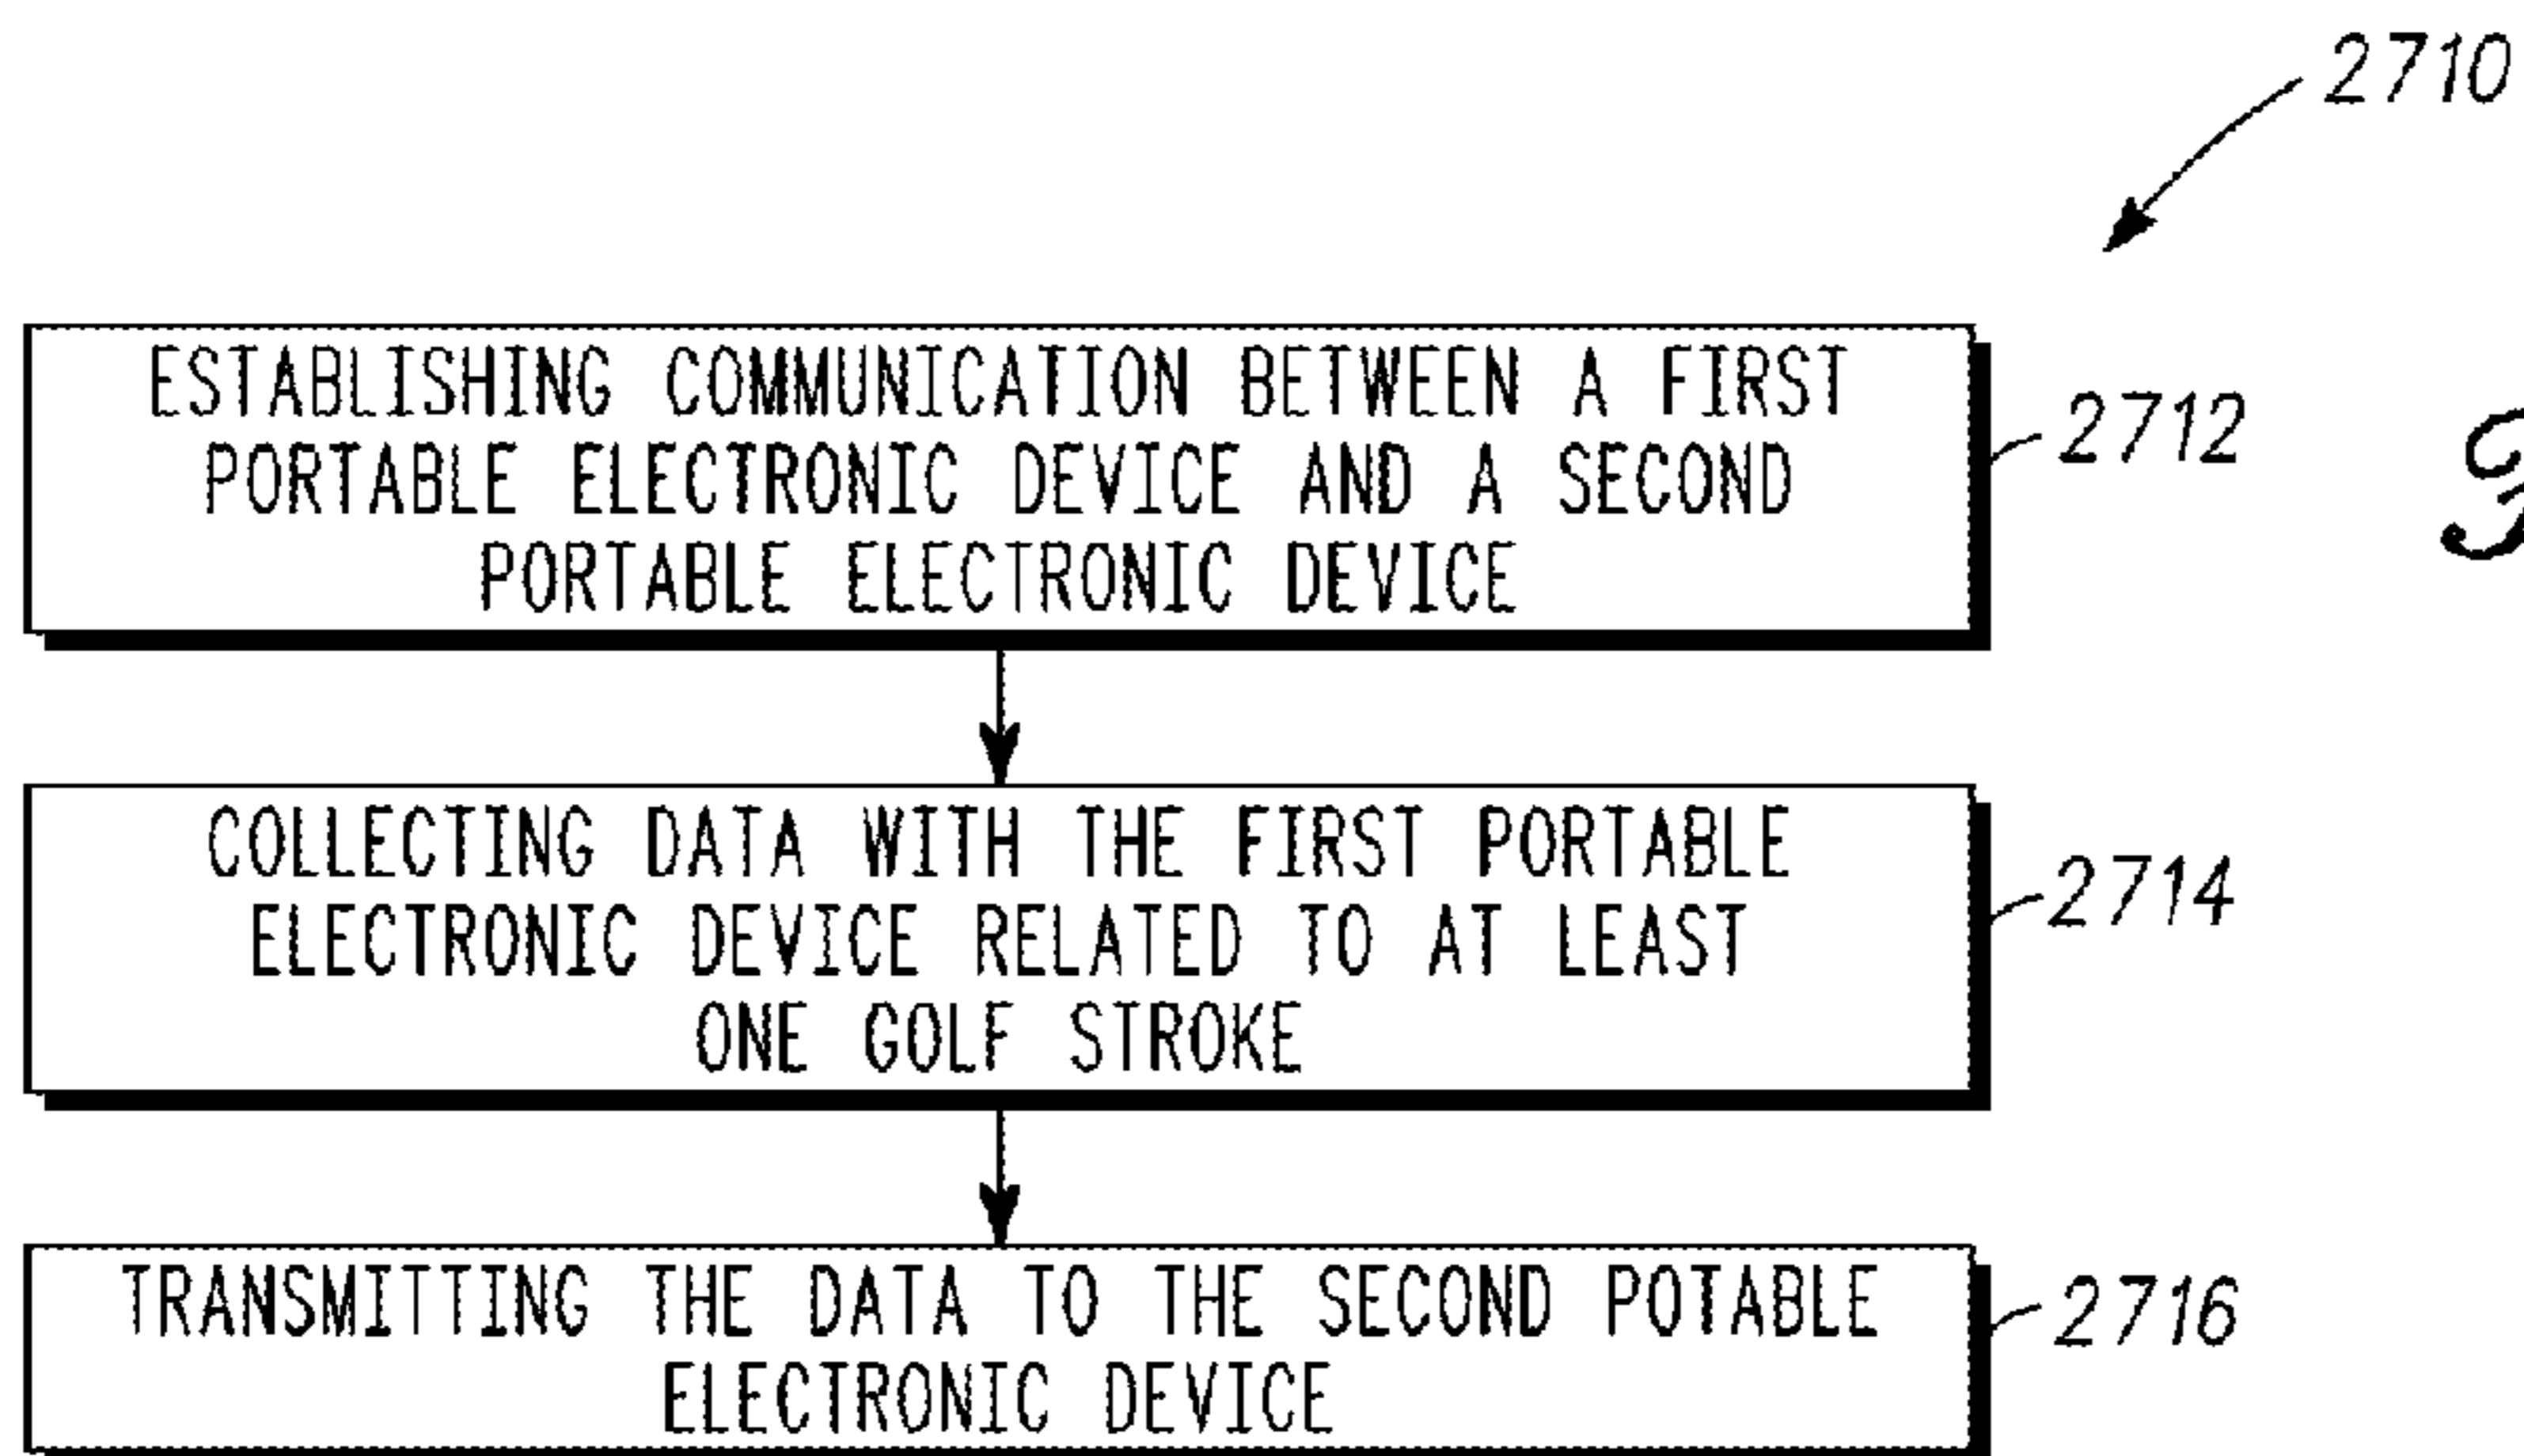 2710
ESTABLISHING COMMUNICATION BETWEEN A FIRST
PORTABLE ELECTRONIC DEVICE AND A SECOND
PORTABLE ELECTRONIC DEVICE
2712
COLLECTING DATA WITH THE FIRST PORTABLE
ELECTRONIC DEVICE RELATED TO AT LEAST
ONE GOLF STROKE
2714
TRANSMITTING THE DATA TO THE SECOND POTABLE
ELECTRONIC DEVICE
2716